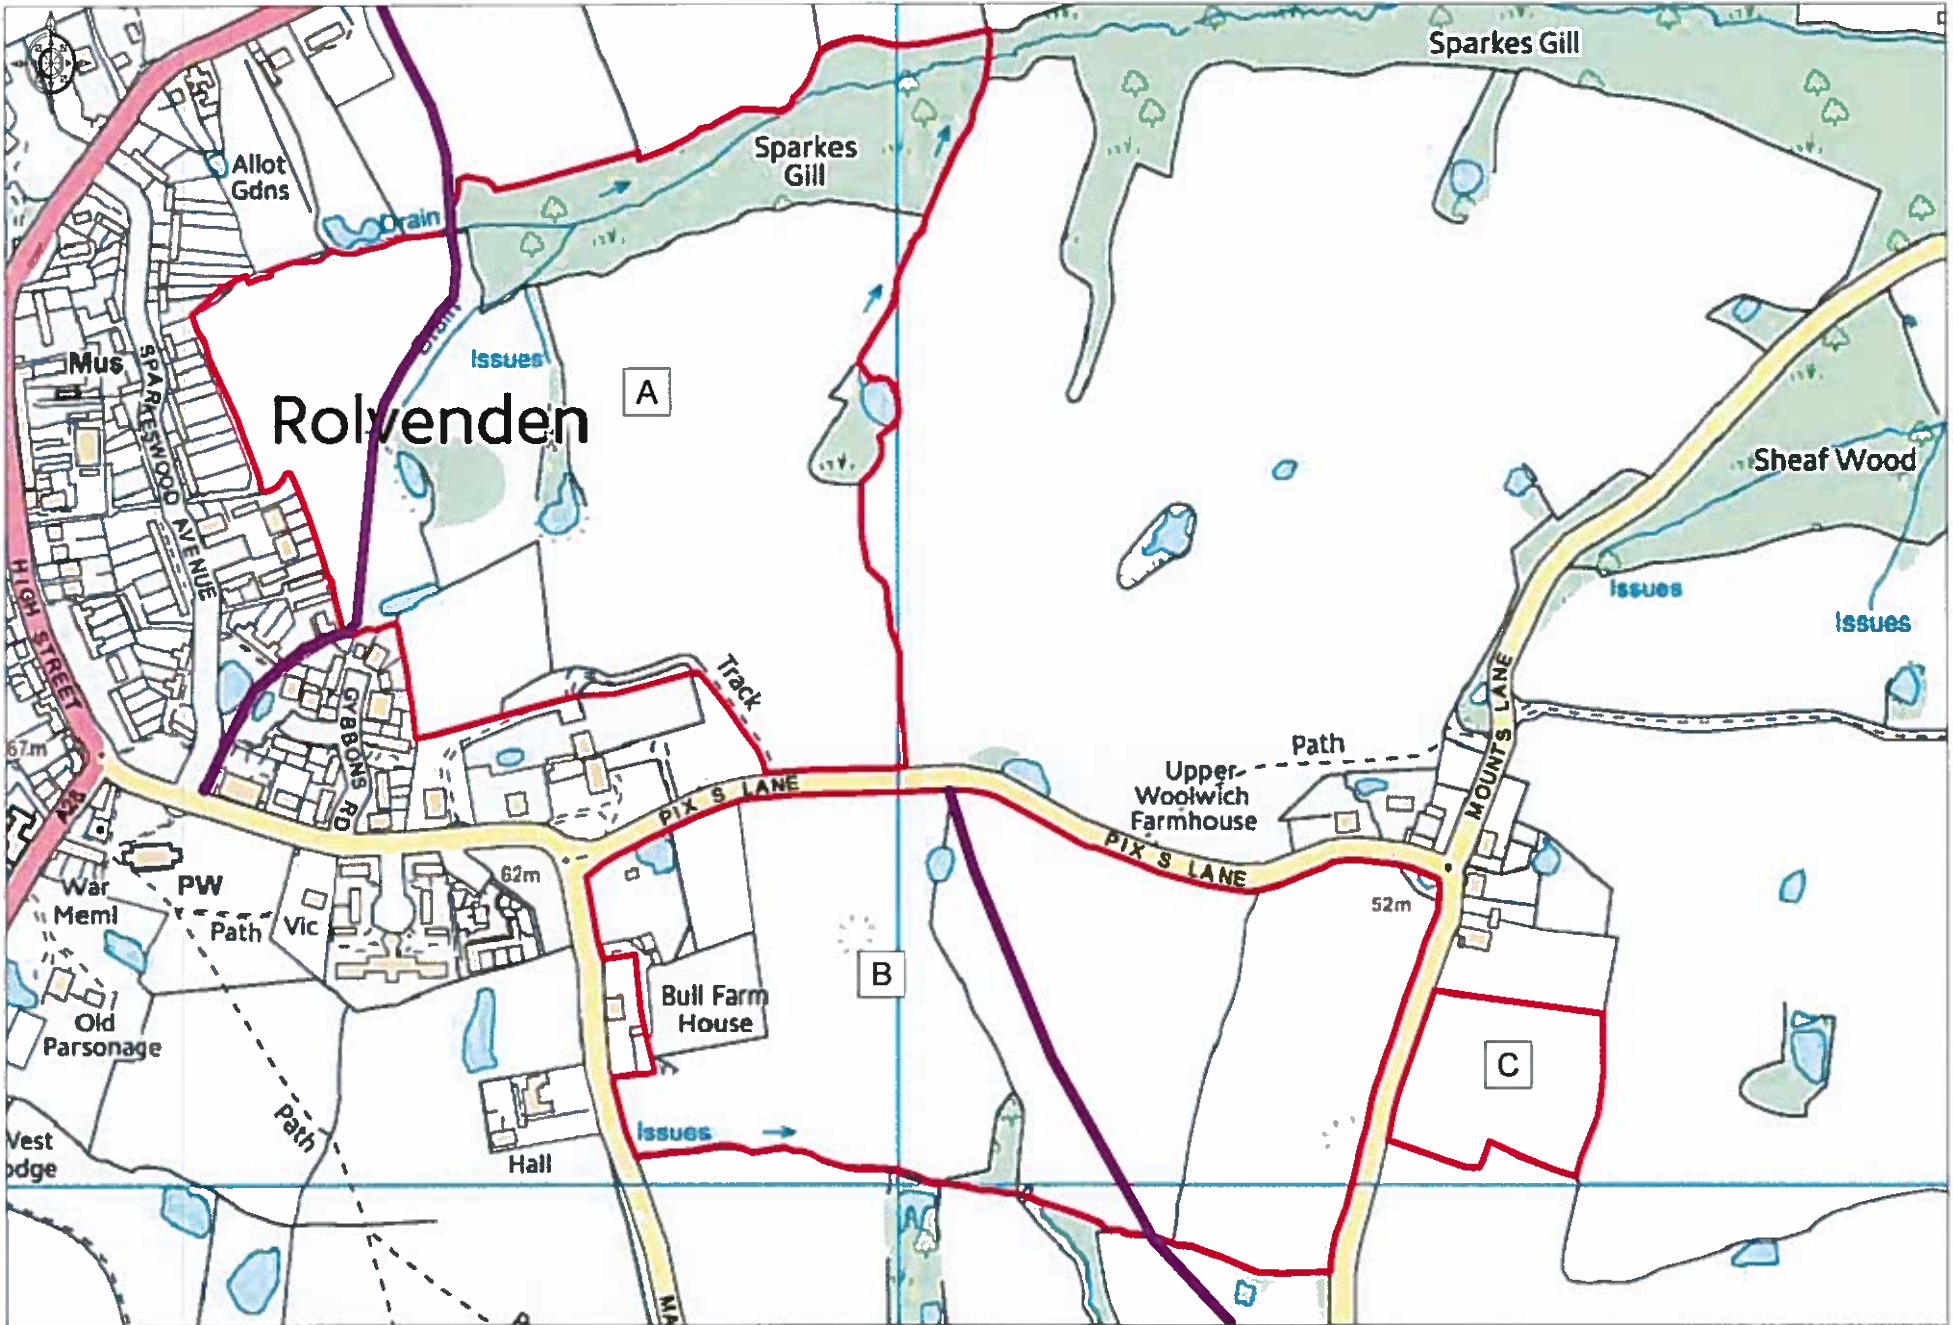 Sparkes Gill
Allot
Gdns
Sparkes
Gill
Drain
Drain
Issues
A
Mus
SPARKESWOOD AVENUE
Rolvenden
Sheaf Wood
Issues
Issues
HIGH STREET
Track
GYBBONS RD
MOUNTS LANE
67m
Path
Upper
Woolwich
Farmhouse
PIX S LANE
A28
PIX S LANE
62m
War
Meml
PW
Path
Vic
52m
B
Bull Farm
House
Old
Parsonage
C
Path
Issues
Vest
odge
Hall
MA